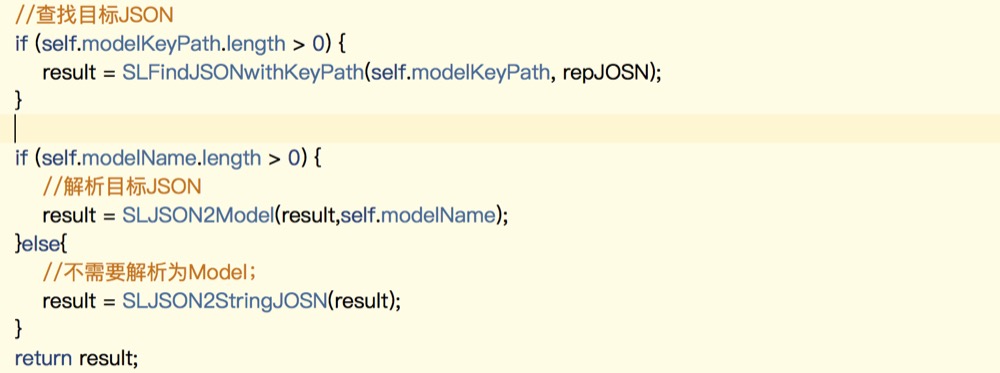 //查找目标JSON
if (self.modelKeyPath.length > 0) {
result = SLFindJSONwithKeyPath(self.modelKeyPath, repJOSN);
}
if (self.modelName.length > 0) {
//解析目标JSON
result = SLJSON2Model(result,self.modelName);
}else{
//不需要解析为Model；
result = SLJSON2StringJOSN(result);
}
return result;